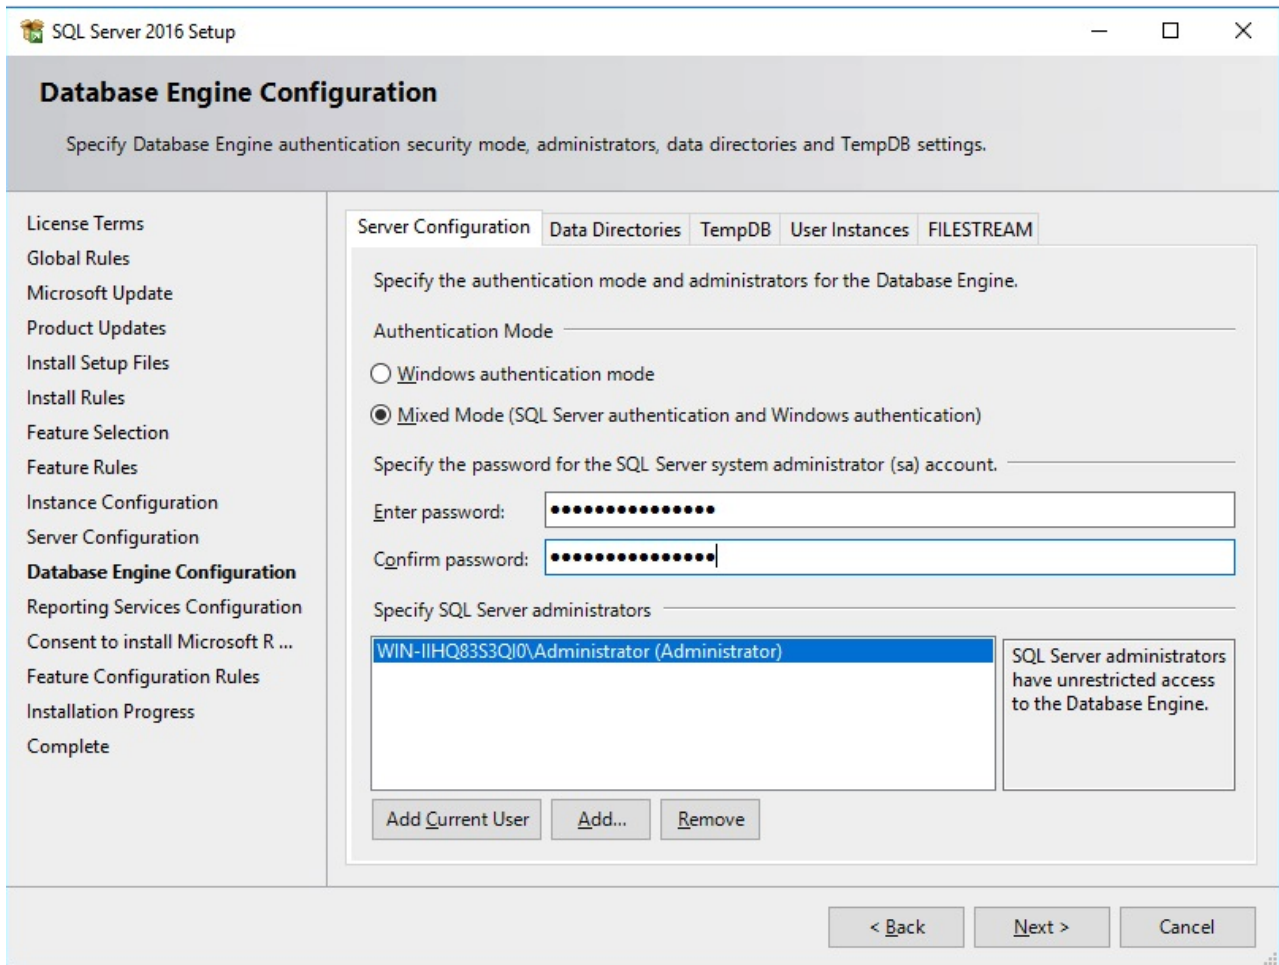 SQL Server 2016 Setup
Database Engine Configuration
Specify Database Engine authentication security mode, administrators, data directories and TempDB settings.
License Terms
Global Rules
Microsoft Update
Product Updates
Install Setup Files
Install Rules
Feature Selection
Feature Rules
Instance Configuration
Server Configuration
Database Engine Configuration
Reporting Services Configuration
Consent to install Microsoft R ...
Feature Configuration Rules
Installation Progress
Complete
Server Configuration Data Directories TempDB User Instances FILESTREAM
Specify the authentication mode and administrators for the Database Engine.
Authentication Mode
Windows authentication mode
Mixed Mode (SQL Server authentication and Windows authentication)
Specify the password for the SQL Server system administrator (sa) account.
Enter password: ●●●●●●●●●●●●●●●
Confirm password: ●●●●●●●●●●●●●●●
Specify SQL Server administrators
WIN-IIHQ83S3QI0\Administrator (Administrator)
SQL Server administrators
have unrestricted access
to the Database Engine.
Add Current User Add... Remove
< Back Next > Cancel